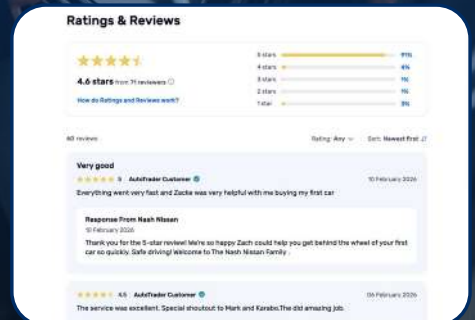 Ratings & Reviews
4.6 stars from 71 reviewers
How do Ratings and Reviews work?
5 stars 91%
4 stars 4%
3 stars 1%
2 stars 1%
1 star 3%
reviews
Rating: Any
Sort: Newest first
Very good
5 AutoTrader Customer
10 February 2026
Everything went very fast and Zacke was very helpful with me buying my first car
Response From Nash Nissan
10 February 2026
Thank you for the 5-star review! We're so happy Zach could help you get behind the wheel of your first
car so quickly. Safe driving! Welcome to The Nash Nissan Family .
4.5 AutoTrader Customer
06 February 2026
The service was excellent. Special shoutout to Mark and Karabo.The did amazing job.